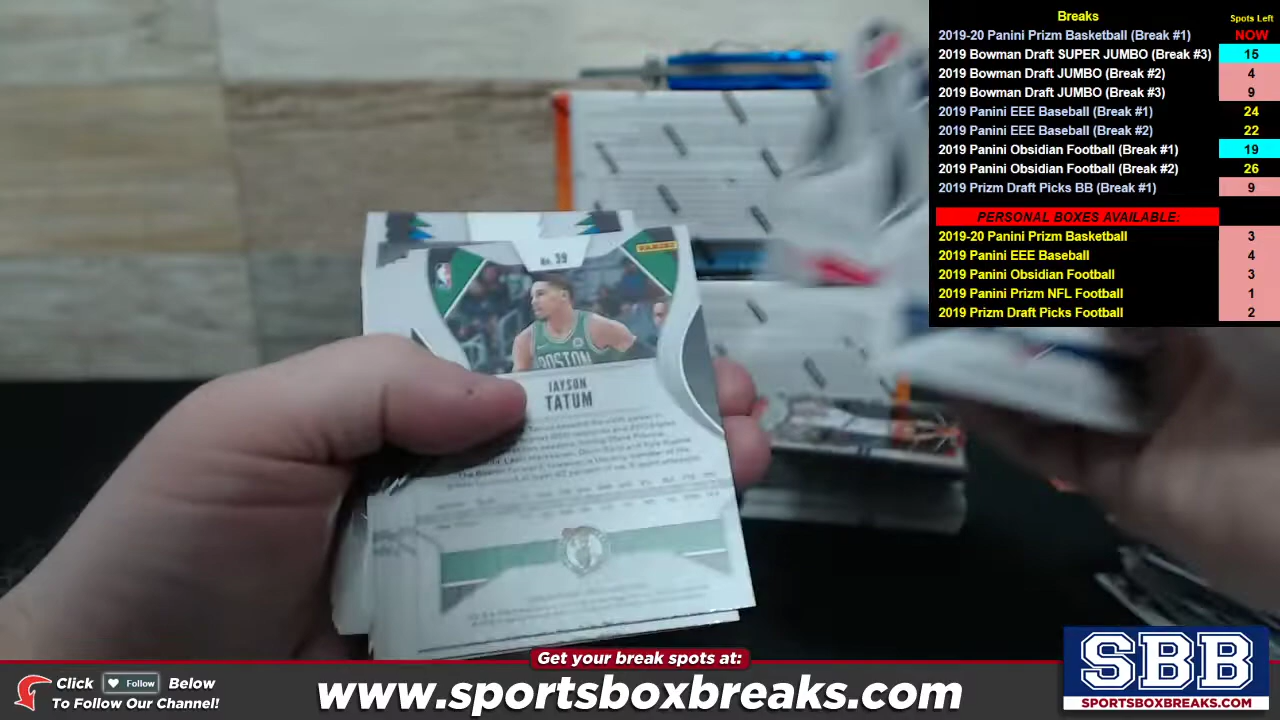 Breaks
Spots Left
2019-20 Panini Prizm Basketball (Break #1) NOW
2019 Bowman Draft SUPER JUMBO (Break #3) 15
2019 Bowman Draft JUMBO (Break #2) 4
2019 Bowman Draft JUMBO (Break #3) 9
2019 Panini EEE Baseball (Break #1) 24
2019 Panini EEE Baseball (Break #2) 22
2019 Panini Obsidian Football (Break #1) 19
2019 Panini Obsidian Football (Break #2) 26
2019 Prizm Draft Picks BB (Break #1) 9
PERSONAL BOXES AVAILABLE:
2019-20 Panini Prizm Basketball 3
2019 Panini EEE Baseball 4
2019 Panini Obsidian Football 3
2019 Panini Prizm NFL Football 1
2019 Prizm Draft Picks Football 2
No. 39
PANINI
BOSTON
JAYSON
TATUM
Get your break spots at:
Click Follow Below
To Follow Our Channel!
www.sportsboxbreaks.com
SBB
SPORTSBOXBREAKS.COM